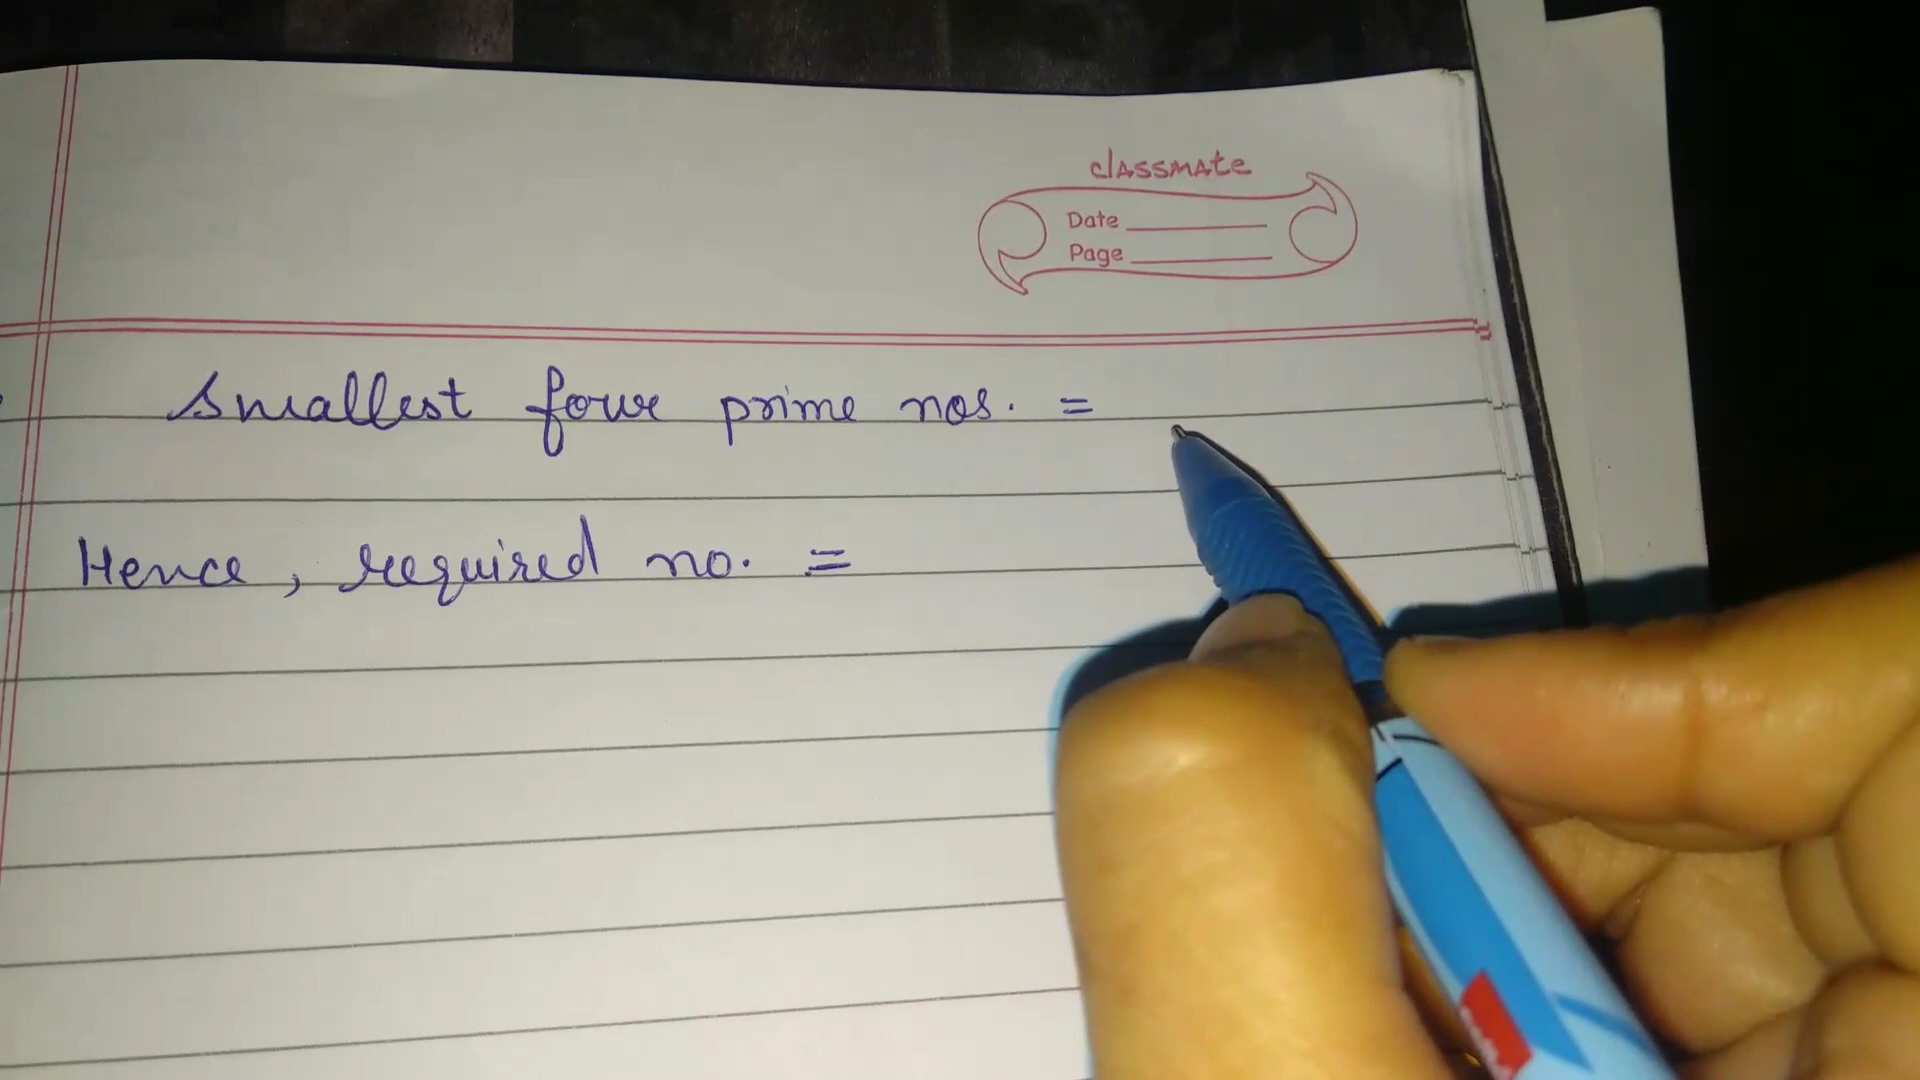 classmate
Date
Page
Smallest four prime nos. =
Hence, required no. =